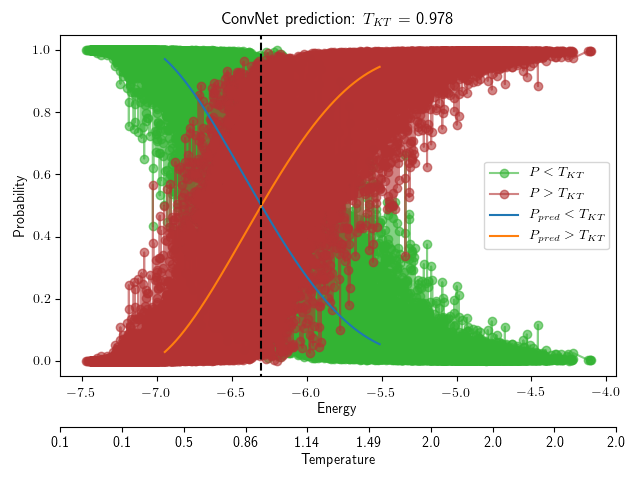 ConvNet prediction: T_{KT} = 0.978
1.0
0.8
0.6
0.4
0.2
0.0
Probability
P < T_{KT}
P > T_{KT}
P_{pred} < T_{KT}
P_{pred} > T_{KT}
−7.5 −7.0 −6.5 −6.0 −5.5 −5.0 −4.5 −4.0
Energy
0.1 0.1 0.5 0.86 1.14 1.49 2.0 2.0 2.0 2.0
Temperature